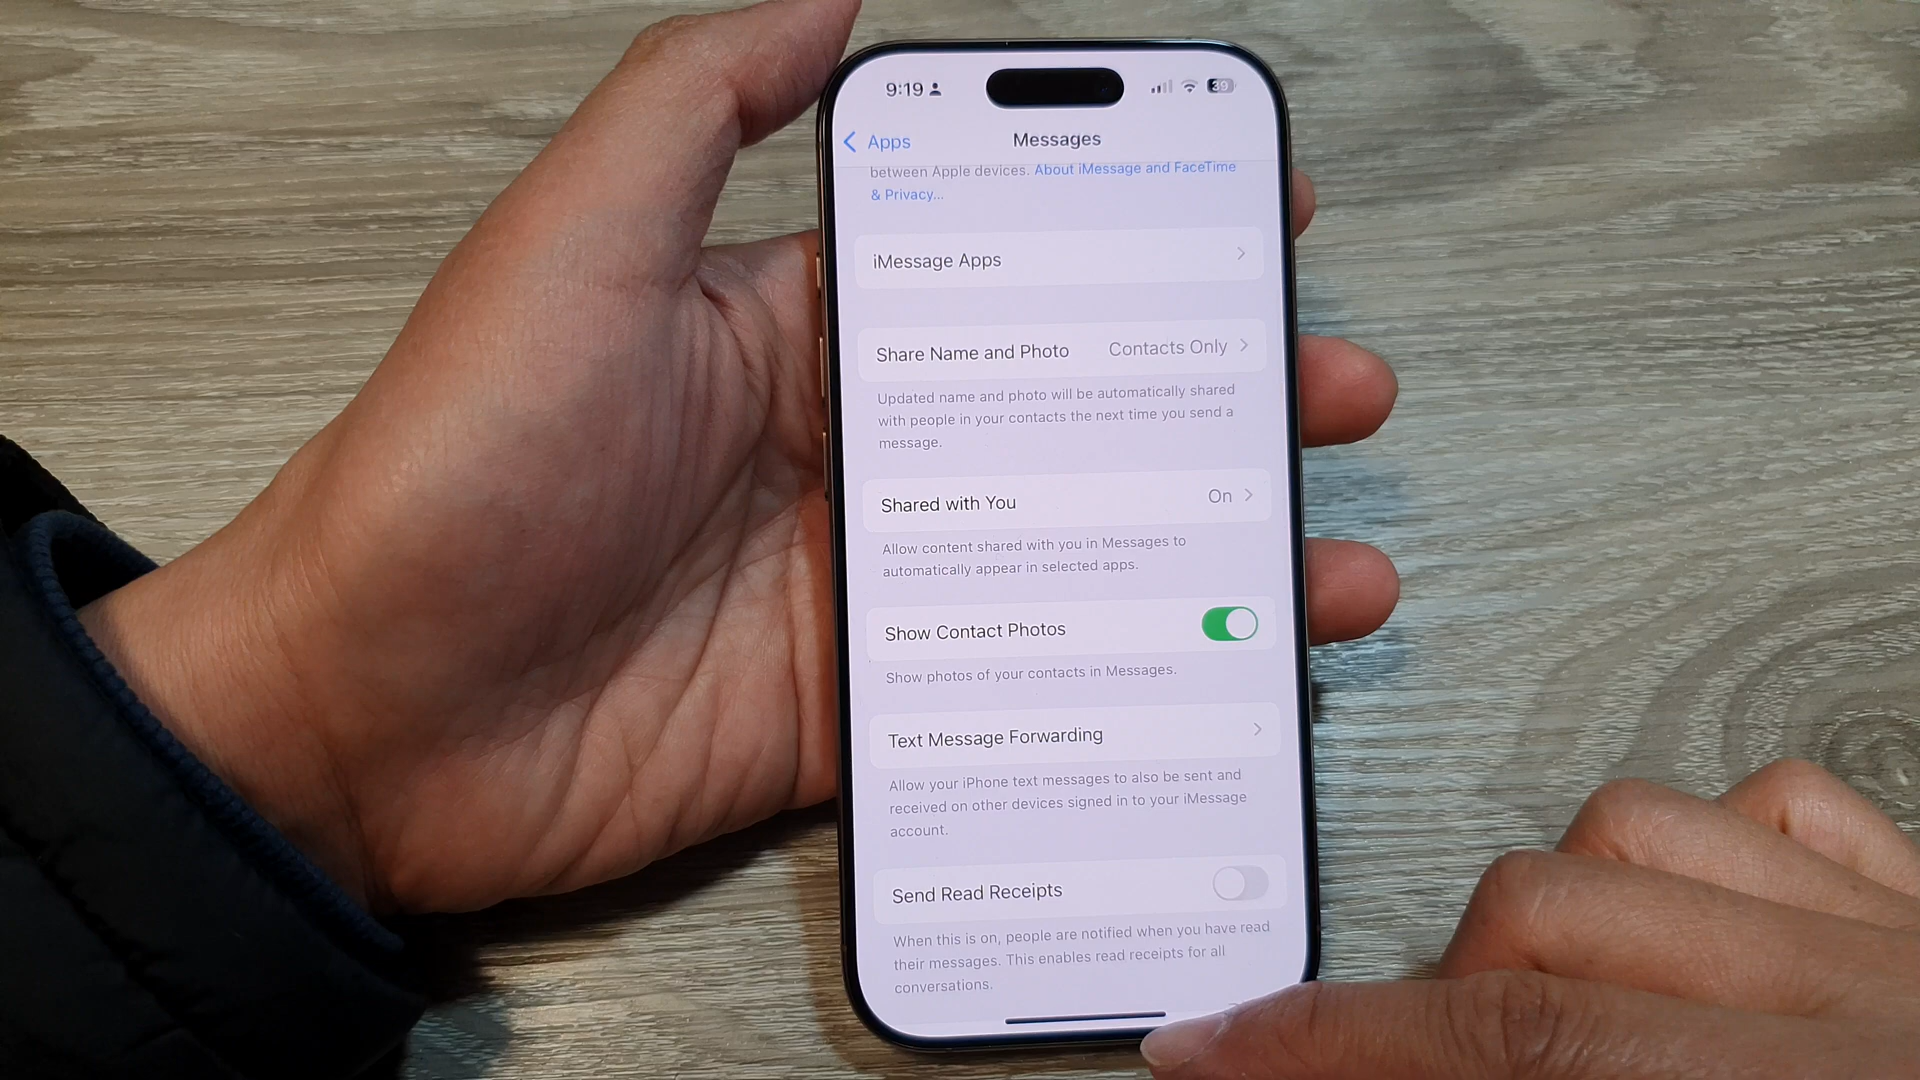 9:19 39
Apps Messages
between Apple devices. About iMessage and FaceTime
& Privacy...
iMessage Apps
Share Name and Photo Contacts Only
Updated name and photo will be automatically shared
with people in your contacts the next time you send a
message.
Shared with You On
Allow content shared with you in Messages to
automatically appear in selected apps.
Show Contact Photos
Show photos of your contacts in Messages.
Text Message Forwarding
Allow your iPhone text messages to also be sent and
received on other devices signed in to your iMessage
account.
Send Read Receipts
When this is on, people are notified when you have read
their messages. This enables read receipts for all
conversations.